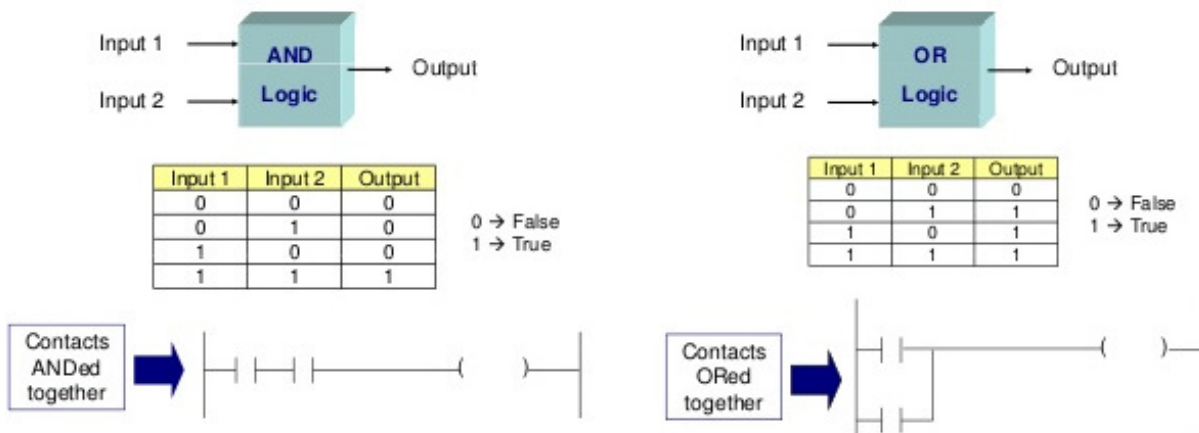 Input 1
Input 2
AND
Logic
Output
Input 1 Input 2 Output
0 0 0
0 1 0
1 0 0
1 1 1
0 → False
1 → True
Contacts
ANDed
together
Input 1
Input 2
OR
Logic
Output
Input 1 Input 2 Output
0 0 0
0 1 1
1 0 1
1 1 1
0 → False
1 → True
Contacts
ORed
together